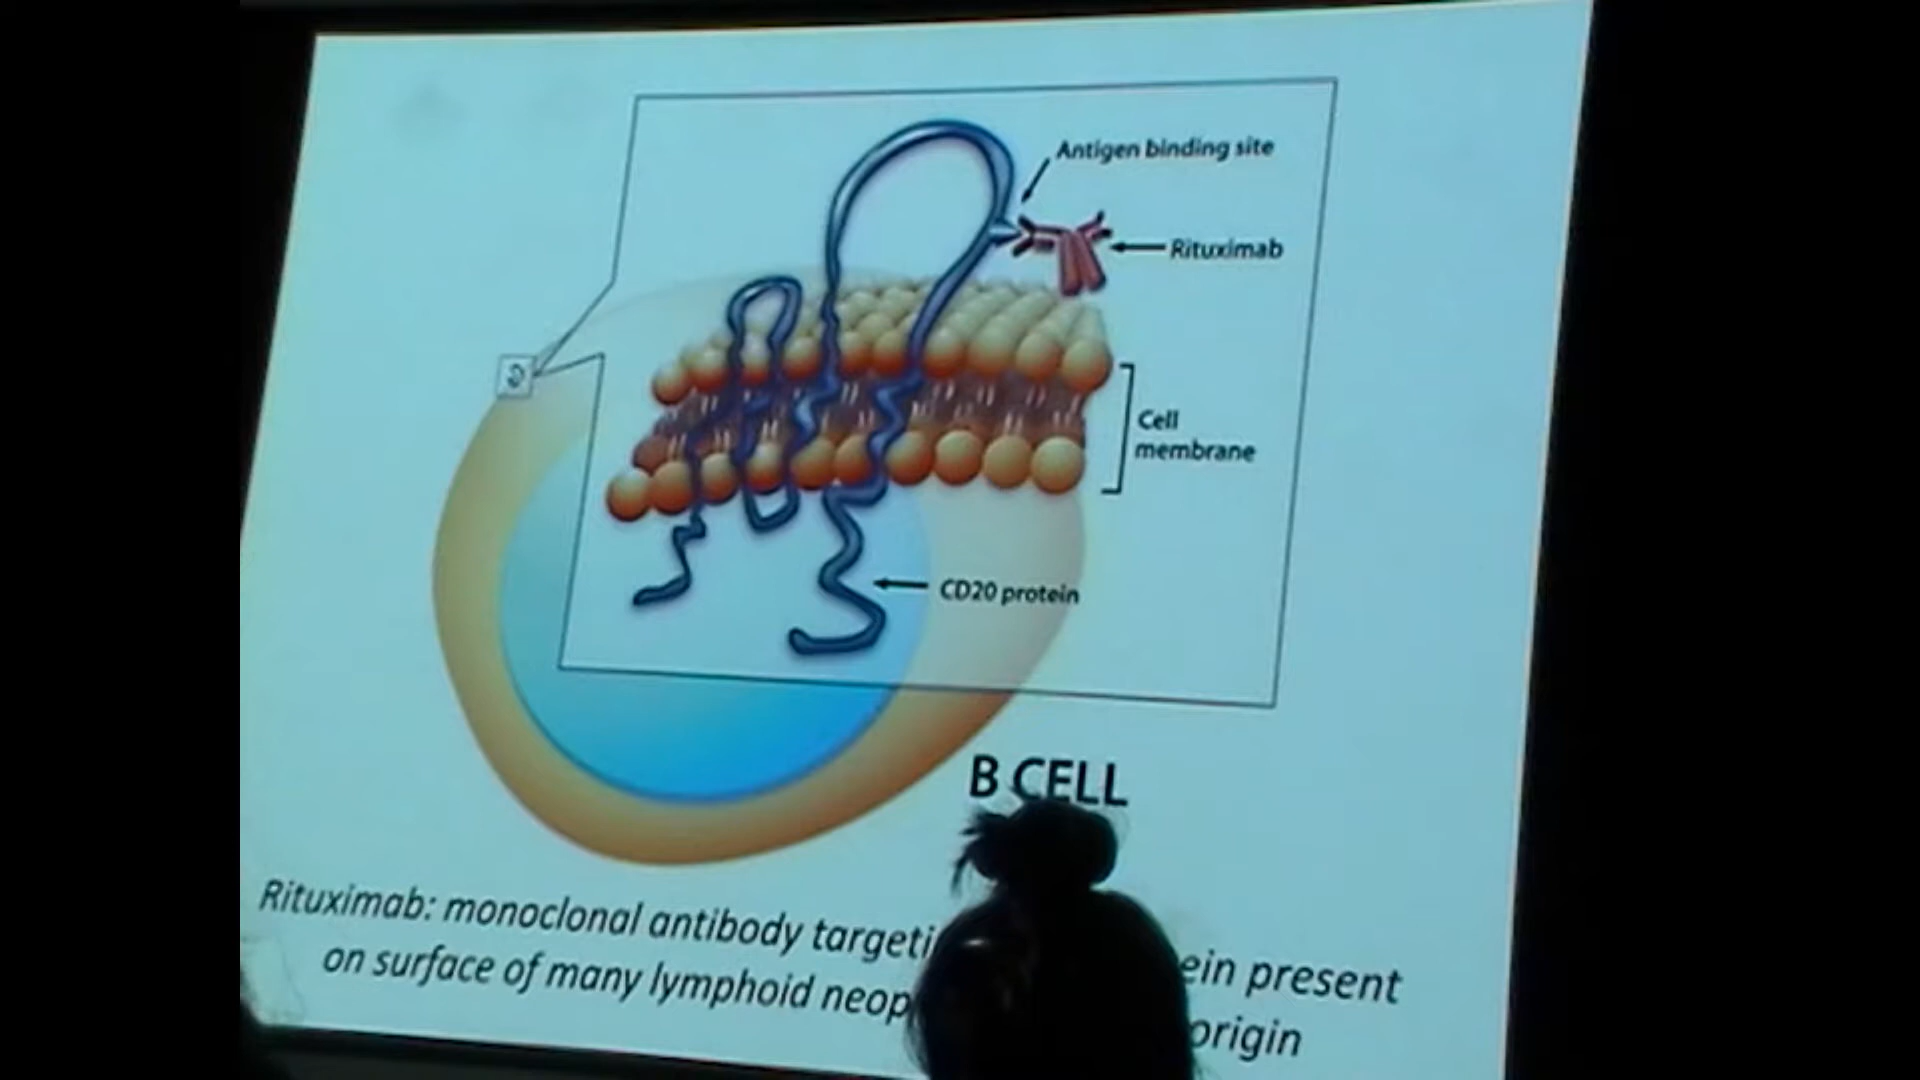 Antigen binding site
Rituximab
Cell
membrane
CD20 protein
B CELL
Rituximab: monoclonal antibody targeti ein present
on surface of many lymphoid neop origin